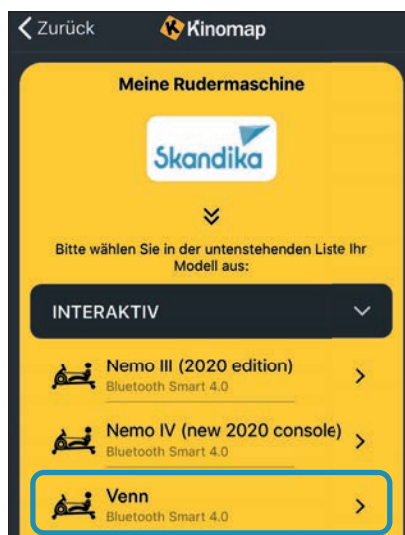 Zurück
Kinomap
Meine Rudermaschine
Skandika
Bitte wählen Sie in der untenstehenden Liste Ihr
Modell aus:
INTERAKTIV
Nemo III (2020 edition)
Bluetooth Smart 4.0
Nemo IV (new 2020 console)
Bluetooth Smart 4.0
Venn
Bluetooth Smart 4.0